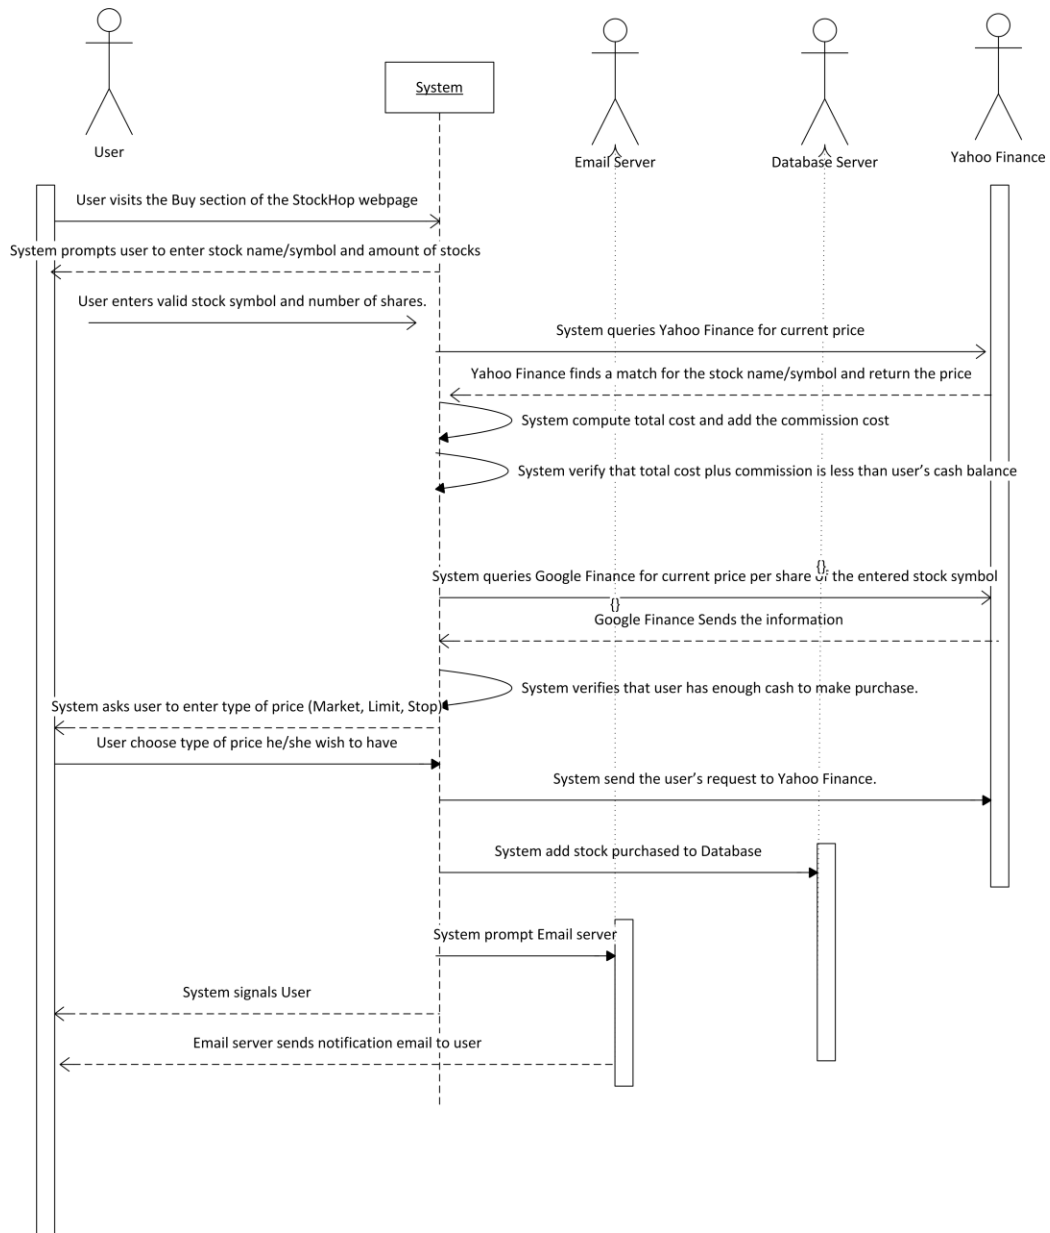 System
User
Email Server
Database Server
Yahoo Finance
User visits the Buy section of the StockHop webpage
System prompts user to enter stock name/symbol and amount of stocks
User enters valid stock symbol and number of shares.
System queries Yahoo Finance for current price
Yahoo Finance finds a match for the stock name/symbol and return the price
System compute total cost and add the commission cost
System verify that total cost plus commission is less than user's cash balance
{}
System queries Google Finance for current price per share of the entered stock symbol
{}
Google Finance Sends the information
System verifies that user has enough cash to make purchase.
System asks user to enter type of price (Market, Limit, Stop)
User choose type of price he/she wish to have
System send the user's request to Yahoo Finance.
System add stock purchased to Database
System prompt Email server
System signals User
Email server sends notification email to user